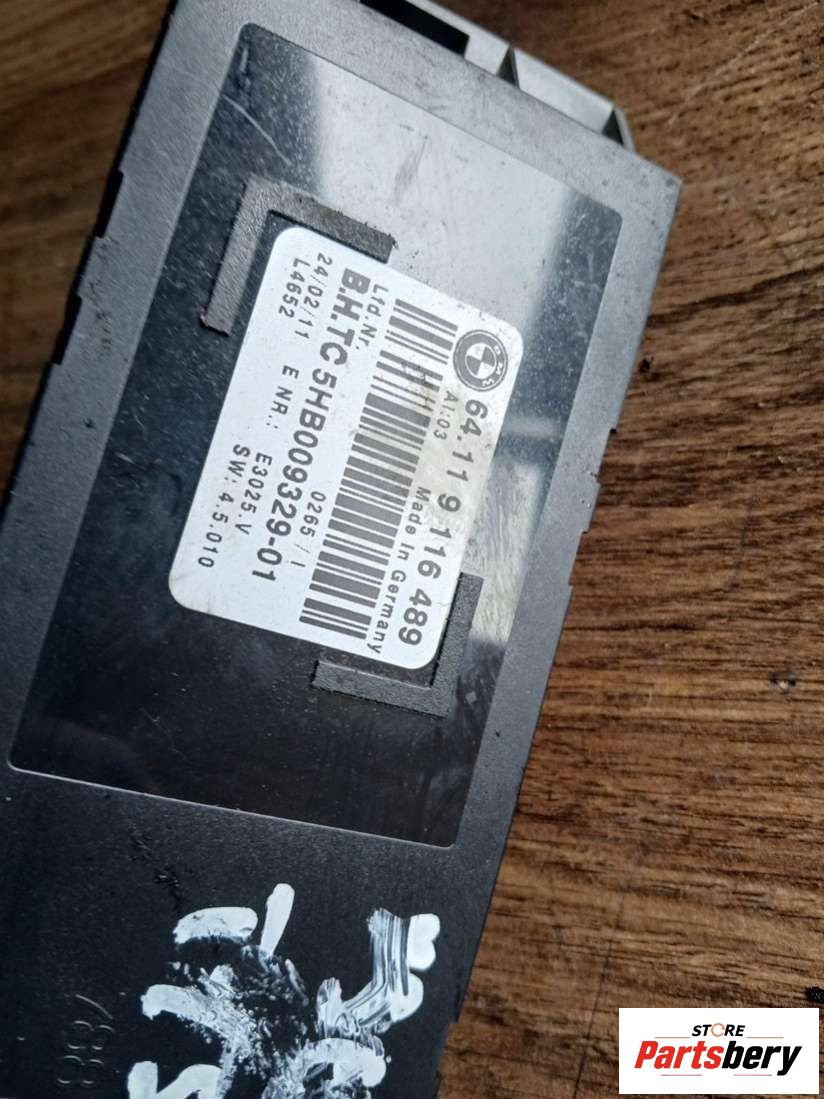 BMW
64.11 9 116 489
AI:03 Made In Germany
Lfd.Nr. 0265 / I
B.H.TC 5HB009329-01
24/02/11 E NR.: E3025.V
L4652 SW: 4.5.010
STORE
Partsbery